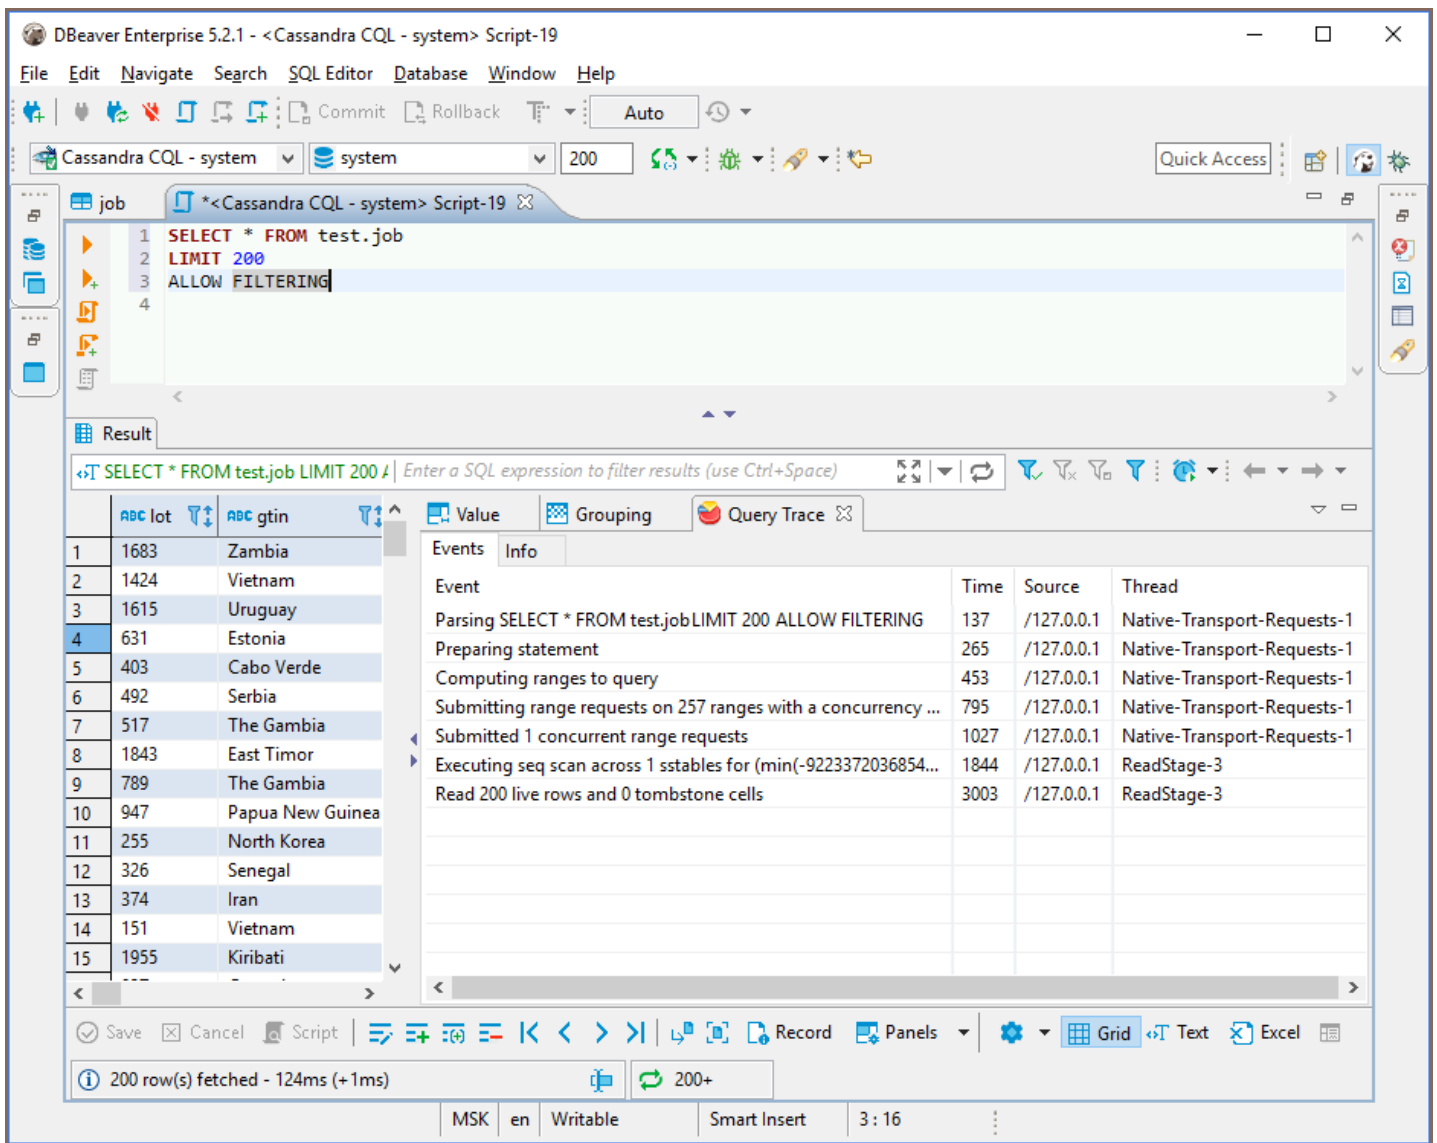 DBeaver Enterprise 5.2.1 - <Cassandra CQL - system> Script-19
File Edit Navigate Search SQL Editor Database Window Help
Commit Rollback Auto
Cassandra CQL - system system 200 Quick Access
job *<Cassandra CQL - system> Script-19
1 SELECT * FROM test.job
2 LIMIT 200
3 ALLOW FILTERING
4
Result
SELECT * FROM test.job LIMIT 200 Enter a SQL expression to filter results (use Ctrl+Space)
ABC lot ABC gtin
1 1683 Zambia
2 1424 Vietnam
3 1615 Uruguay
4 631 Estonia
5 403 Cabo Verde
6 492 Serbia
7 517 The Gambia
8 1843 East Timor
9 789 The Gambia
10 947 Papua New Guinea
11 255 North Korea
12 326 Senegal
13 374 Iran
14 151 Vietnam
15 1955 Kiribati
Value Grouping Query Trace
Events Info
Event Time Source Thread
Parsing SELECT * FROM test.job LIMIT 200 ALLOW FILTERING 137 /127.0.0.1 Native-Transport-Requests-1
Preparing statement 265 /127.0.0.1 Native-Transport-Requests-1
Computing ranges to query 453 /127.0.0.1 Native-Transport-Requests-1
Submitting range requests on 257 ranges with a concurrency ... 795 /127.0.0.1 Native-Transport-Requests-1
Submitted 1 concurrent range requests 1027 /127.0.0.1 Native-Transport-Requests-1
Executing seq scan across 1 sstables for (min(-9223372036854... 1844 /127.0.0.1 ReadStage-3
Read 200 live rows and 0 tombstone cells 3003 /127.0.0.1 ReadStage-3
Save Cancel Script Record Panels Grid Text Excel
200 row(s) fetched - 124ms (+1ms) 200+
MSK en Writable Smart Insert 3 : 16